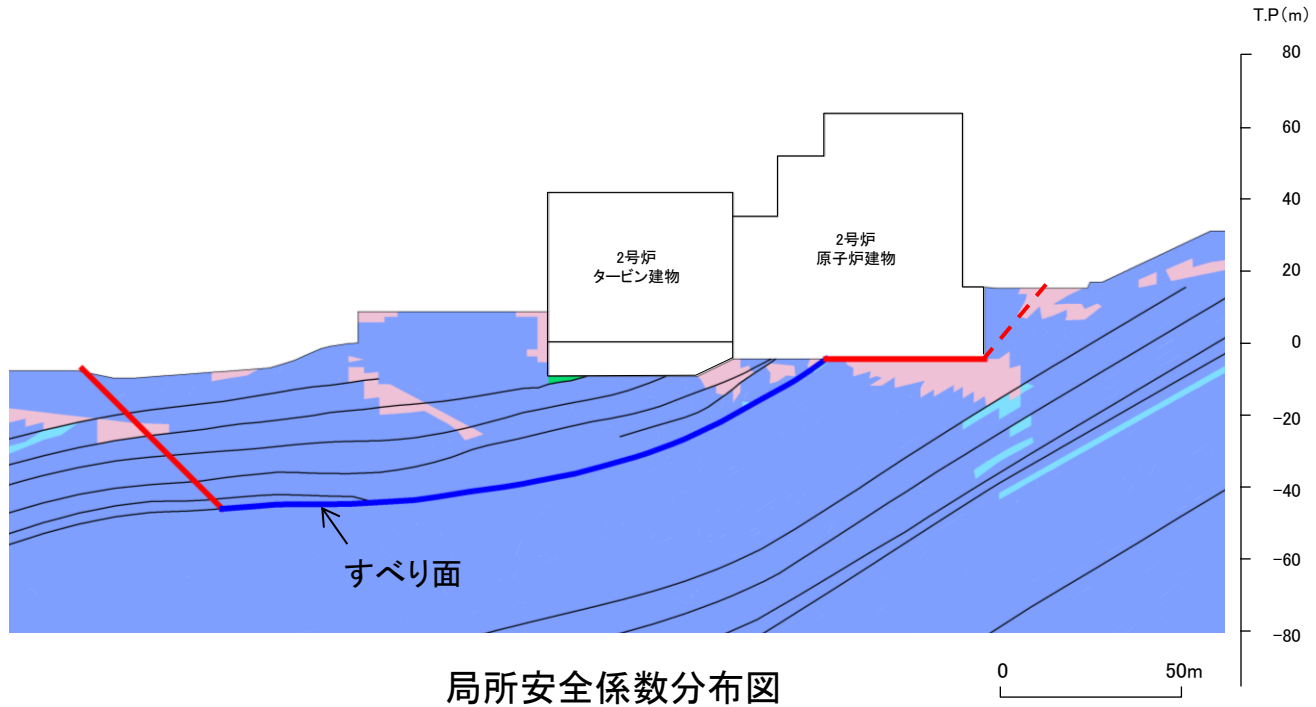 T.P(m)
80
60
40
20
0
-20
-40
-60
-80
2号炉
タービン建物
2号炉
原子炉建物
すべり面
局所安全係数分布図
0
50m